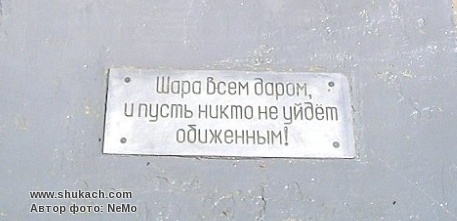 Шара всем даром,
и пусть никто не уйдёт
обиженным!
www.shukach.com
Автор фото: NeMo